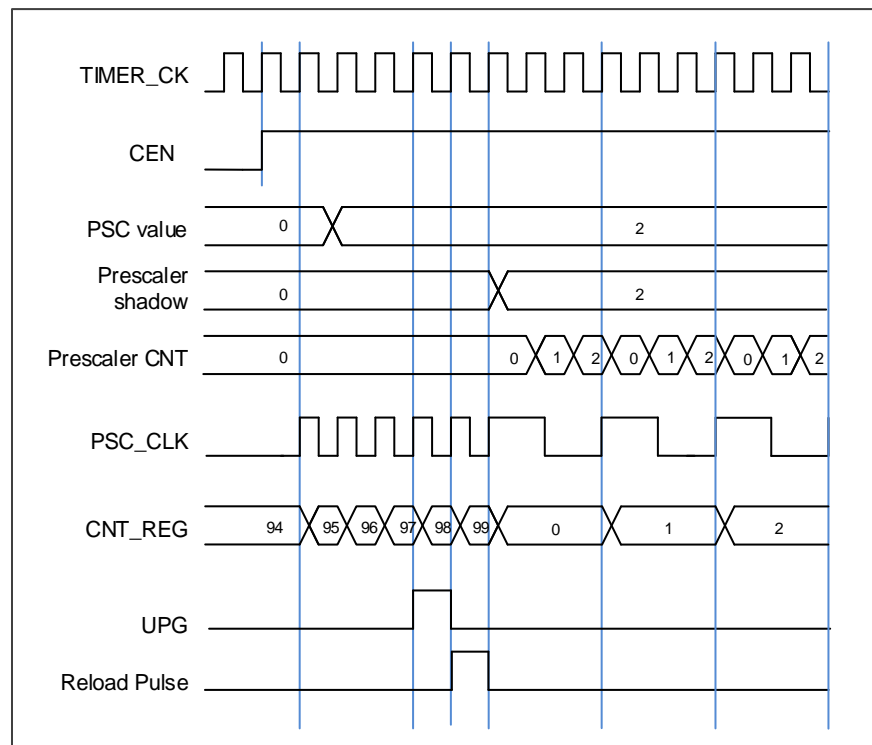 TIMER_CK
CEN
PSC value
0 2
Prescaler
shadow
0 2
Prescaler CNT
0 0 1 2 0 1 2 0 1 2
PSC_CLK
CNT_REG
94 95 96 97 98 99 0 1 2
UPG
Reload Pulse